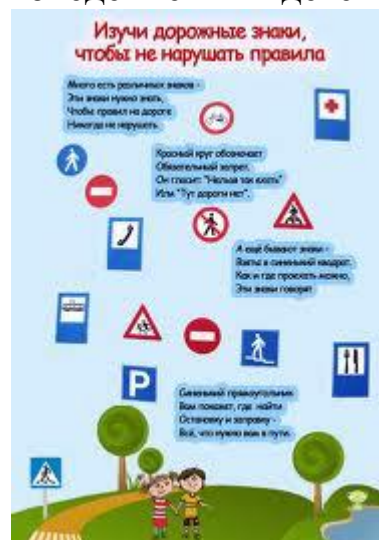 Изучи дорожные знаки,
чтобы не нарушать правила
Много есть различных знаков -
Эти знаки нужно знать,
Чтобы правил на дороге
Никогда не нарушать.
Красный круг обозначает
Обязательный запрет.
Он гласит: "Нельзя так ехать"
Или "Тут дороги нет".
А ещё бывают знаки -
Взяты в синенький квадрат.
Как и где проехать можно,
Эти знаки говорят.
P
Синенький прямоугольник
Вам покажет, где найти
Остановку и заправку -
Всё, что нужно вам в пути.